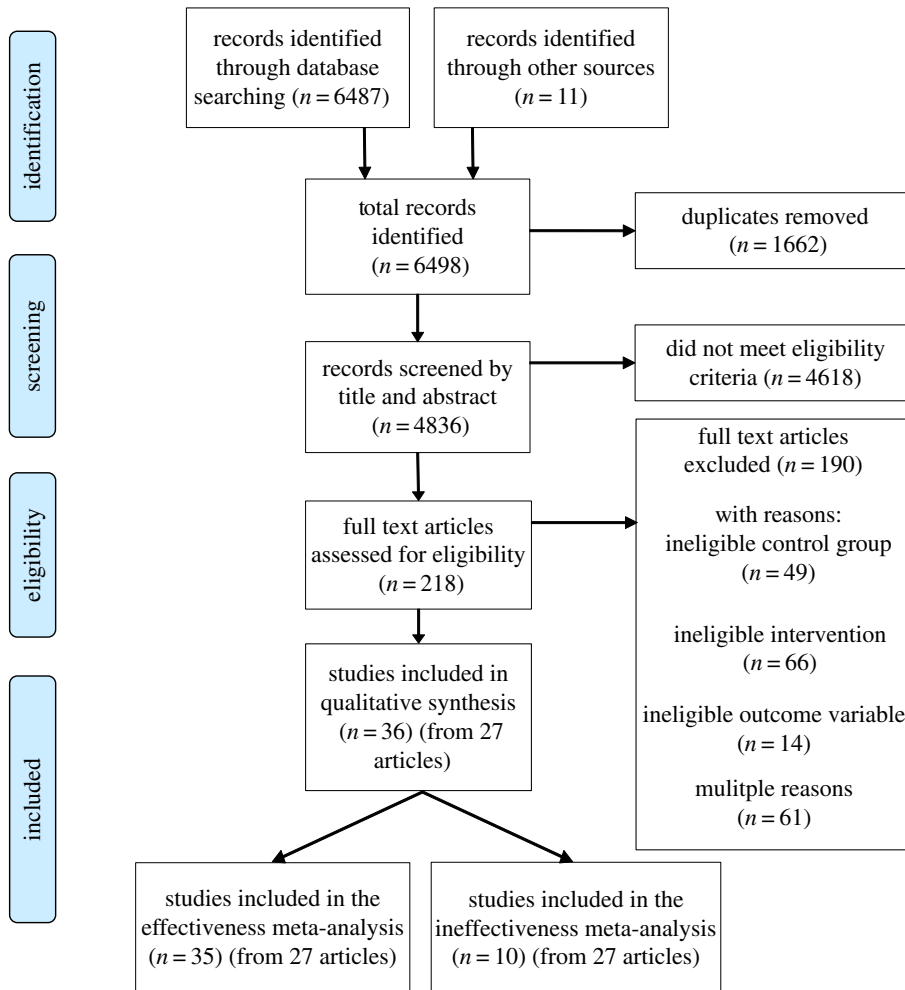 identification
records identified
through database
searching (n = 6487)
records identified
through other sources
(n = 11)
total records
identified
(n = 6498)
duplicates removed
(n = 1662)
screening
records screened by
title and abstract
(n = 4836)
did not meet eligibility
criteria (n = 4618)
eligibility
full text articles
assessed for eligibility
(n = 218)
full text articles
excluded (n = 190)
with reasons:
ineligible control group
(n = 49)
ineligible intervention
(n = 66)
ineligible outcome variable
(n = 14)
mulitple reasons
(n = 61)
included
studies included in
qualitative synthesis
(n = 36) (from 27
articles)
studies included in the
effectiveness meta-analysis
(n = 35) (from 27 articles)
studies included in the
ineffectiveness meta-analysis
(n = 10) (from 27 articles)